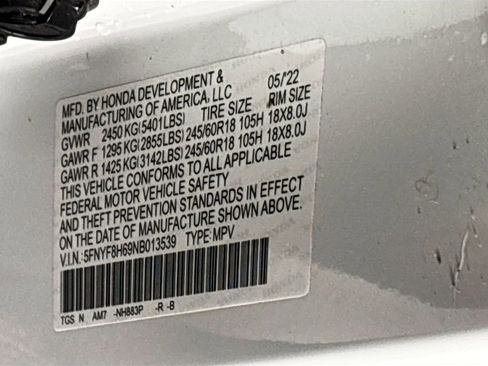 MFD. BY HONDA DEVELOPMENT & 05/'22
MANUFACTURING OF AMERICA, LLC
GVWR 2450 KG(5401LBS) TIRE SIZE RIM SIZE
GAWR F 1295 KG(2855LBS) 245/60R18 105H 18X8.0J
GAWR R 1425 KG(3142LBS) 245/60R18 105H 18X8.0J
THIS VEHICLE CONFORMS TO ALL APPLICABLE
FEDERAL MOTOR VEHICLE SAFETY
AND THEFT PREVENTION STANDARDS IN EFFECT
ON THE DATE OF MANUFACTURE SHOWN ABOVE.
V.I.N.:5FNYF8H69NB013539 TYPE:MPV
TGS N AM7 -NH883P -R -B